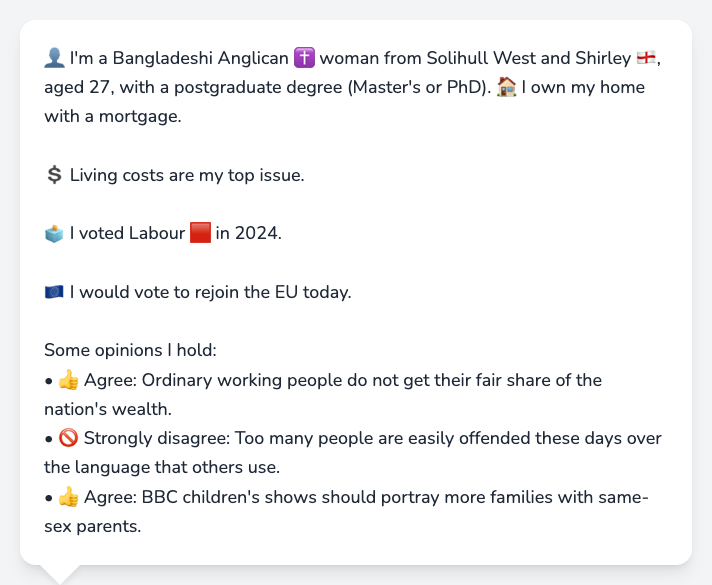 👤 I'm a Bangladeshi Anglican ✝️ woman from Solihull West and Shirley 🏴󠁧󠁢󠁥󠁮󠁧󠁿,
aged 27, with a postgraduate degree (Master's or PhD). 🏠 I own my home
with a mortgage.
💲 Living costs are my top issue.
🗳️ I voted Labour 🟥 in 2024.
🇪🇺 I would vote to rejoin the EU today.
Some opinions I hold:
• 👍 Agree: Ordinary working people do not get their fair share of the
nation's wealth.
• 🚫 Strongly disagree: Too many people are easily offended these days over
the language that others use.
• 👍 Agree: BBC children's shows should portray more families with same-
sex parents.